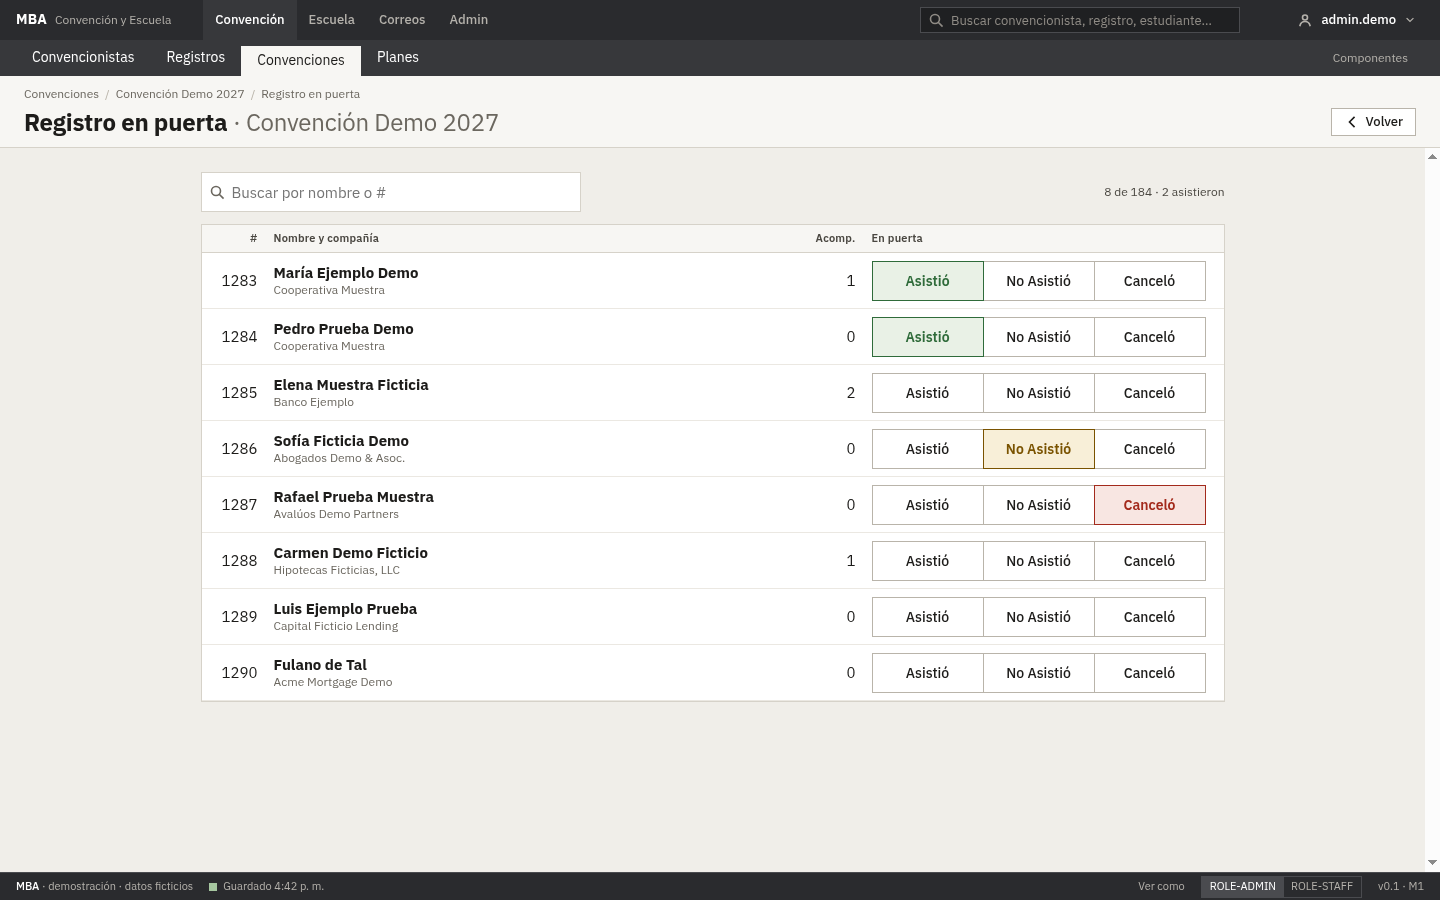 MBA Convención y Escuela Convención Escuela Correos Admin Buscar convencionista, registro, estudiante... admin.demo
Convencionistas Registros Convenciones Planes Componentes
Convenciones / Convención Demo 2027 / Registro en puerta
Registro en puerta · Convención Demo 2027 Volver
Buscar por nombre o # 8 de 184 · 2 asistieron
# Nombre y compañía Acomp. En puerta
1283 María Ejemplo Demo 1 Asistió No Asistió Canceló
Cooperativa Muestra
1284 Pedro Prueba Demo 0 Asistió No Asistió Canceló
Cooperativa Muestra
1285 Elena Muestra Ficticia 2 Asistió No Asistió Canceló
Banco Ejemplo
1286 Sofía Ficticia Demo 0 Asistió No Asistió Canceló
Abogados Demo & Asoc.
1287 Rafael Prueba Muestra 0 Asistió No Asistió Canceló
Avalúos Demo Partners
1288 Carmen Demo Ficticio 1 Asistió No Asistió Canceló
Hipotecas Ficticias, LLC
1289 Luis Ejemplo Prueba 0 Asistió No Asistió Canceló
Capital Ficticio Lending
1290 Fulano de Tal 0 Asistió No Asistió Canceló
Acme Mortgage Demo
MBA · demostración · datos ficticios Guardado 4:42 p. m. Ver como ROLE-ADMIN ROLE-STAFF v0.1 · M1